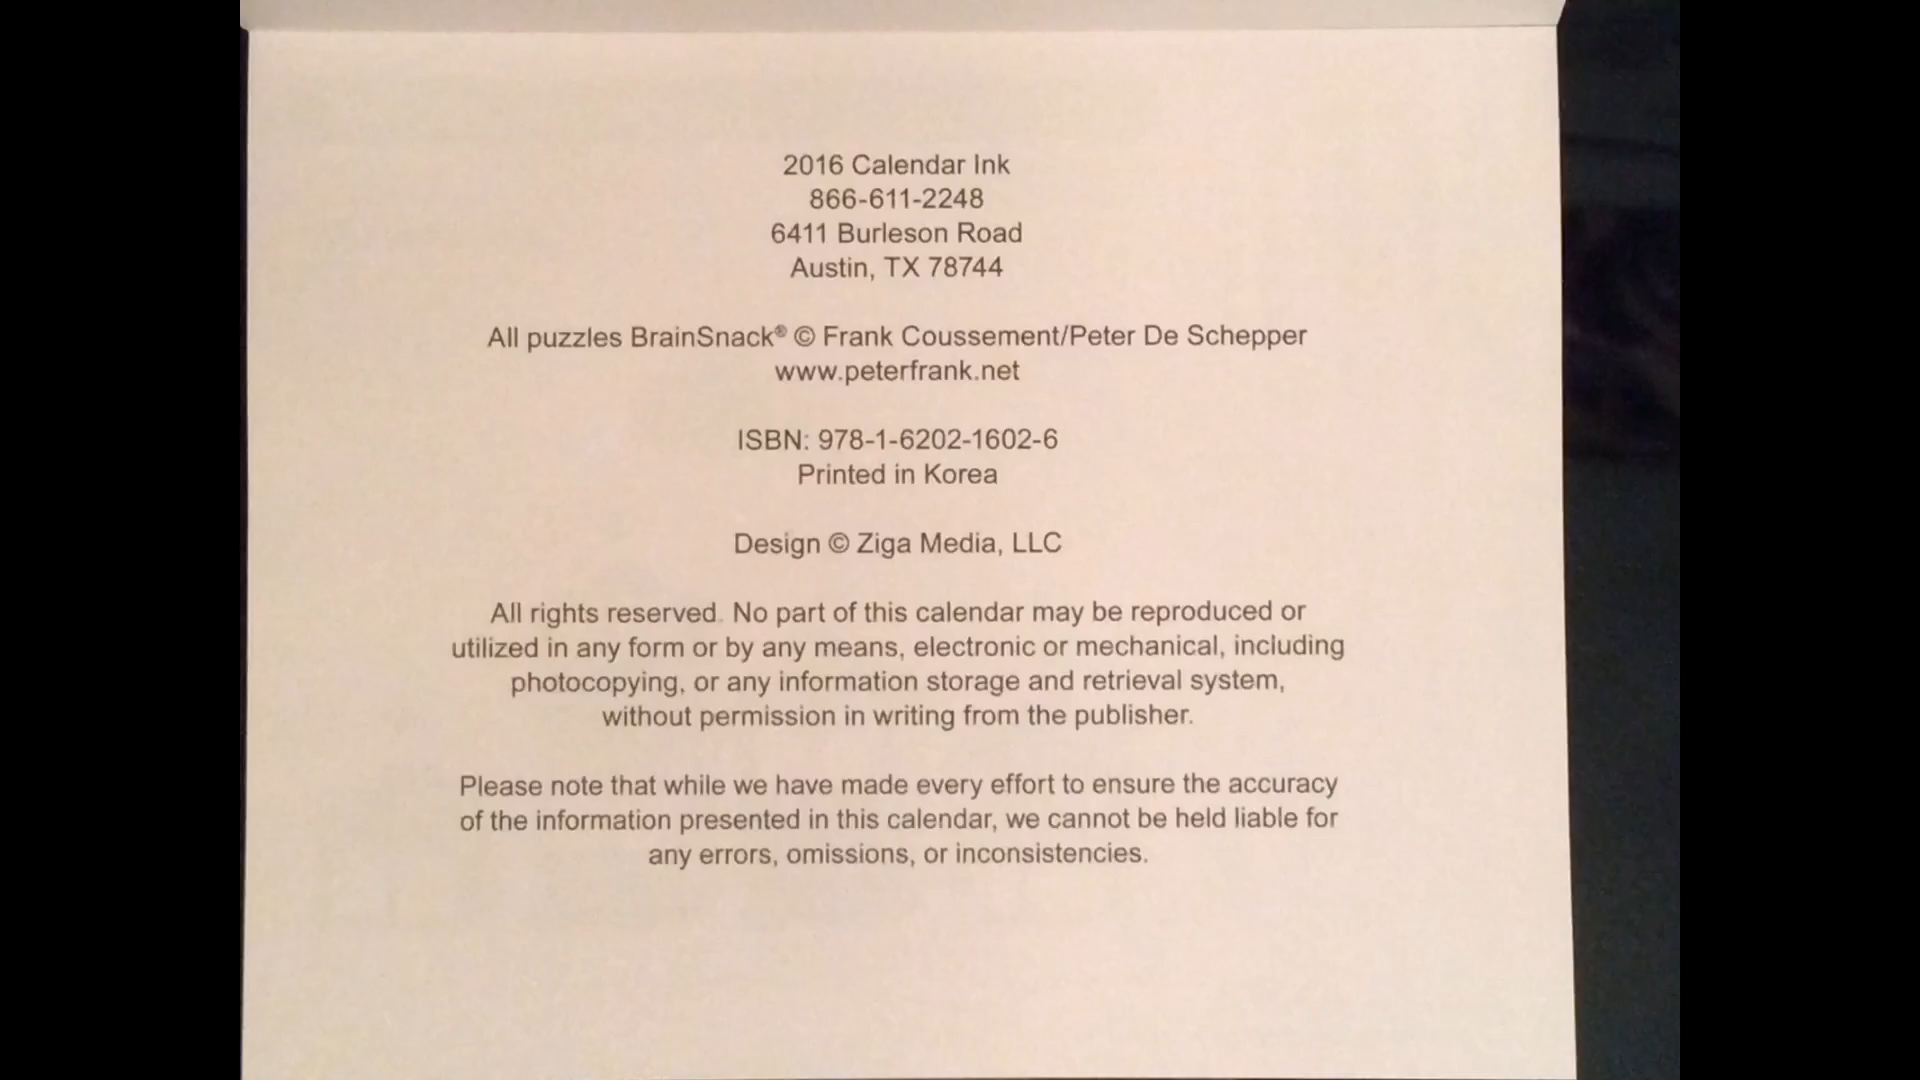 2016 Calendar Ink
866-611-2248
6411 Burleson Road
Austin, TX 78744
All puzzles BrainSnack® © Frank Coussement/Peter De Schepper
www.peterfrank.net
ISBN: 978-1-6202-1602-6
Printed in Korea
Design © Ziga Media, LLC
All rights reserved. No part of this calendar may be reproduced or
utilized in any form or by any means, electronic or mechanical, including
photocopying, or any information storage and retrieval system,
without permission in writing from the publisher.
Please note that while we have made every effort to ensure the accuracy
of the information presented in this calendar, we cannot be held liable for
any errors, omissions, or inconsistencies.